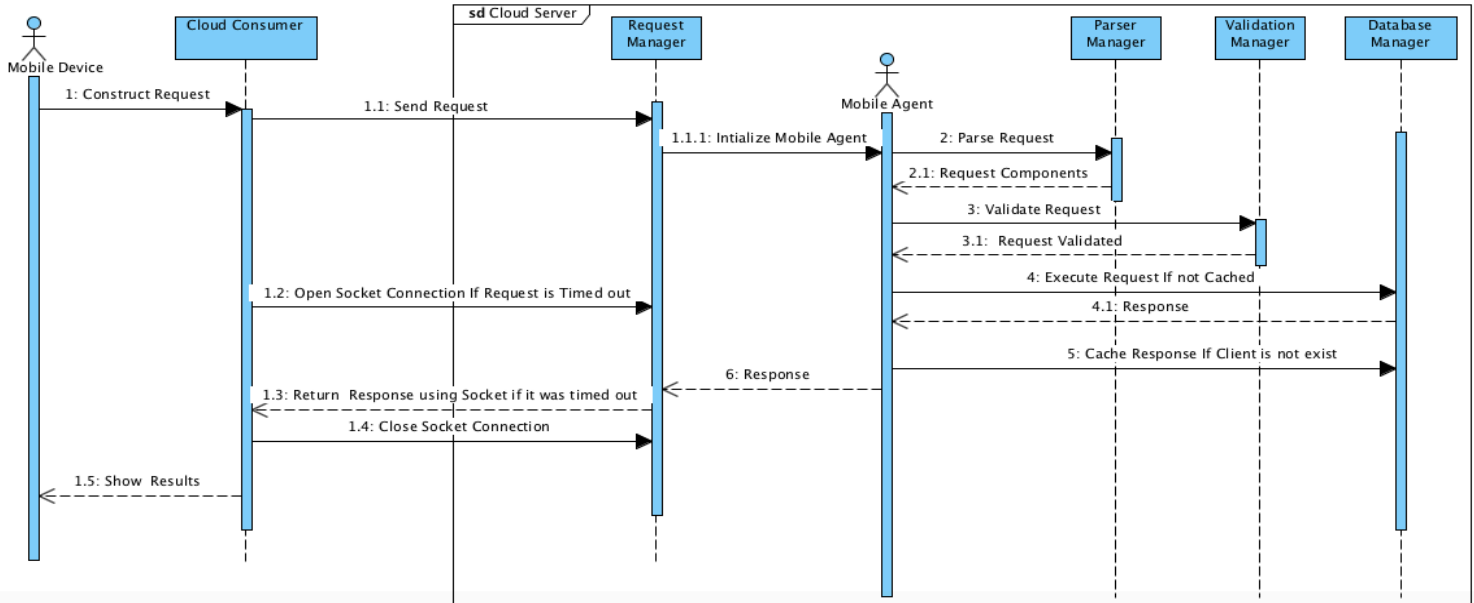 sd Cloud Server
Cloud Consumer
Request
Manager
Parser
Manager
Validation
Manager
Database
Manager
Mobile Device
Mobile Agent
1: Construct Request
1.1: Send Request
1.1.1: Intialize Mobile Agent
2: Parse Request
2.1: Request Components
3: Validate Request
3.1: Request Validated
4: Execute Request If not Cached
1.2: Open Socket Connection If Request is Timed out
4.1: Response
5: Cache Response If Client is not exist
6: Response
1.3: Return Response using Socket if it was timed out
1.4: Close Socket Connection
1.5: Show Results